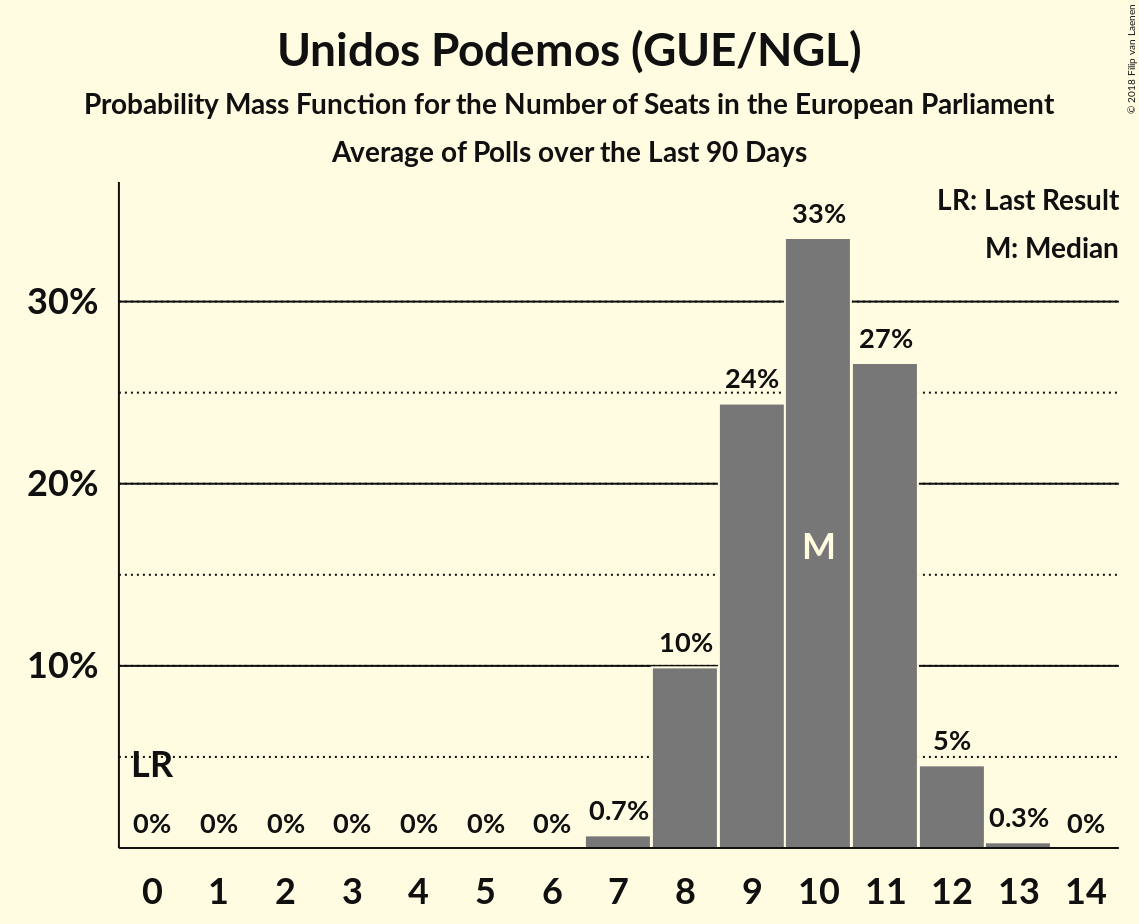 Unidos Podemos (GUE/NGL)
Probability Mass Function for the Number of Seats in the European Parliament
Average of Polls over the Last 90 Days
© 2018 Filip van Laenen
LR: Last Result
M: Median
33%
27%
24%
10%
5%
0.7%
0.3%
0% 0% 0% 0% 0% 0% 0% 0%
30%
20%
10%
M
LR
0 1 2 3 4 5 6 7 8 9 10 11 12 13 14